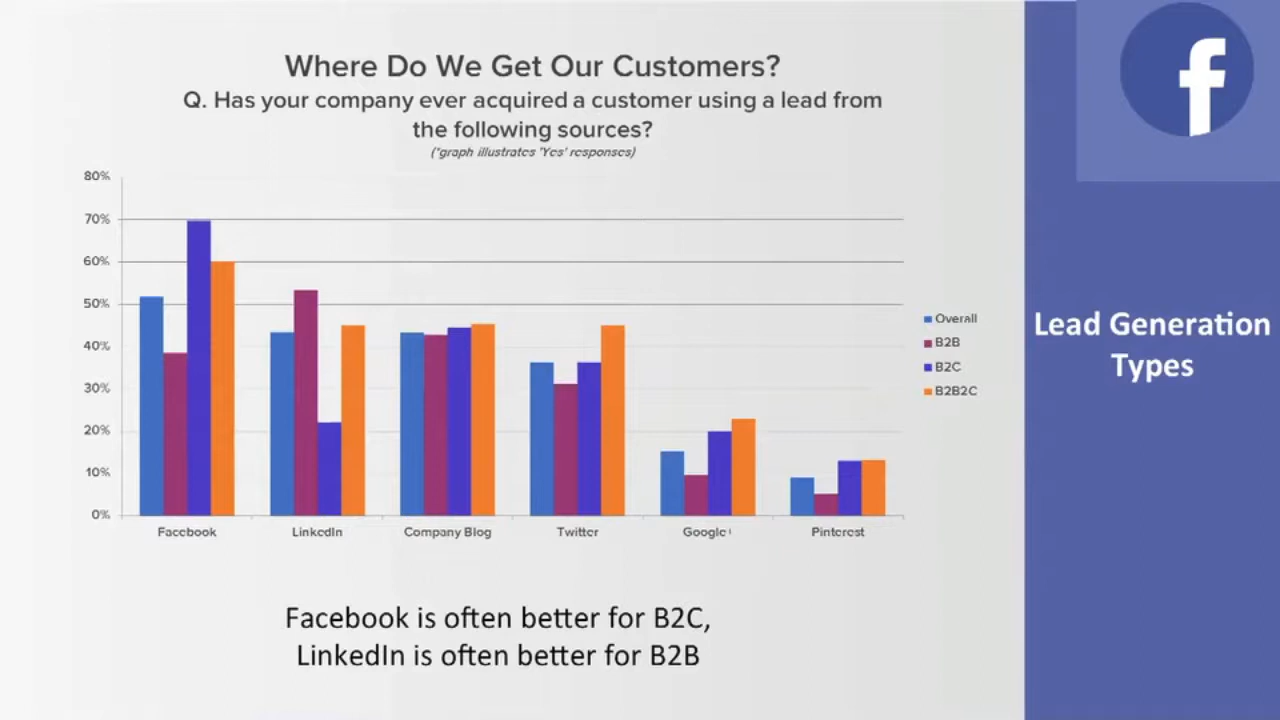 Where Do We Get Our Customers?
Q. Has your company ever acquired a customer using a lead from
the following sources?
(*graph illustrates 'Yes' responses)
80%
70%
60%
50%
40%
30%
20%
10%
0%
Facebook
LinkedIn
Company Blog
Twitter
Google+
Pinterest
Overall
B2B
B2C
B2B2C
Facebook is often better for B2C,
LinkedIn is often better for B2B
f
Lead Generation
Types